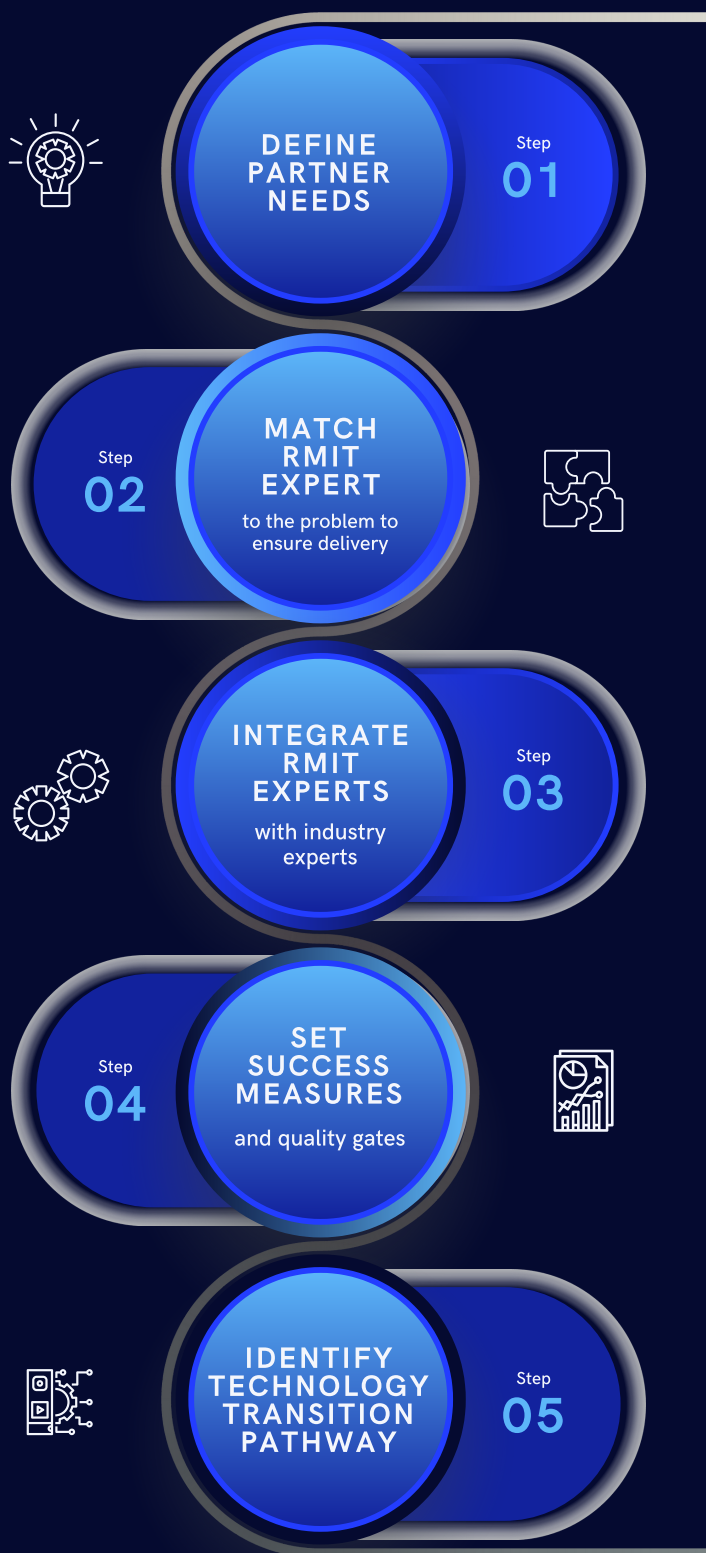 DEFINE
PARTNER
NEEDS
Step
01
Step
02
MATCH
RMIT
EXPERT
to the problem to
ensure delivery
INTEGRATE
RMIT
EXPERTS
with industry
experts
Step
03
Step
04
SET
SUCCESS
MEASURES
and quality gates
IDENTIFY
TECHNOLOGY
TRANSITION
PATHWAY
Step
05